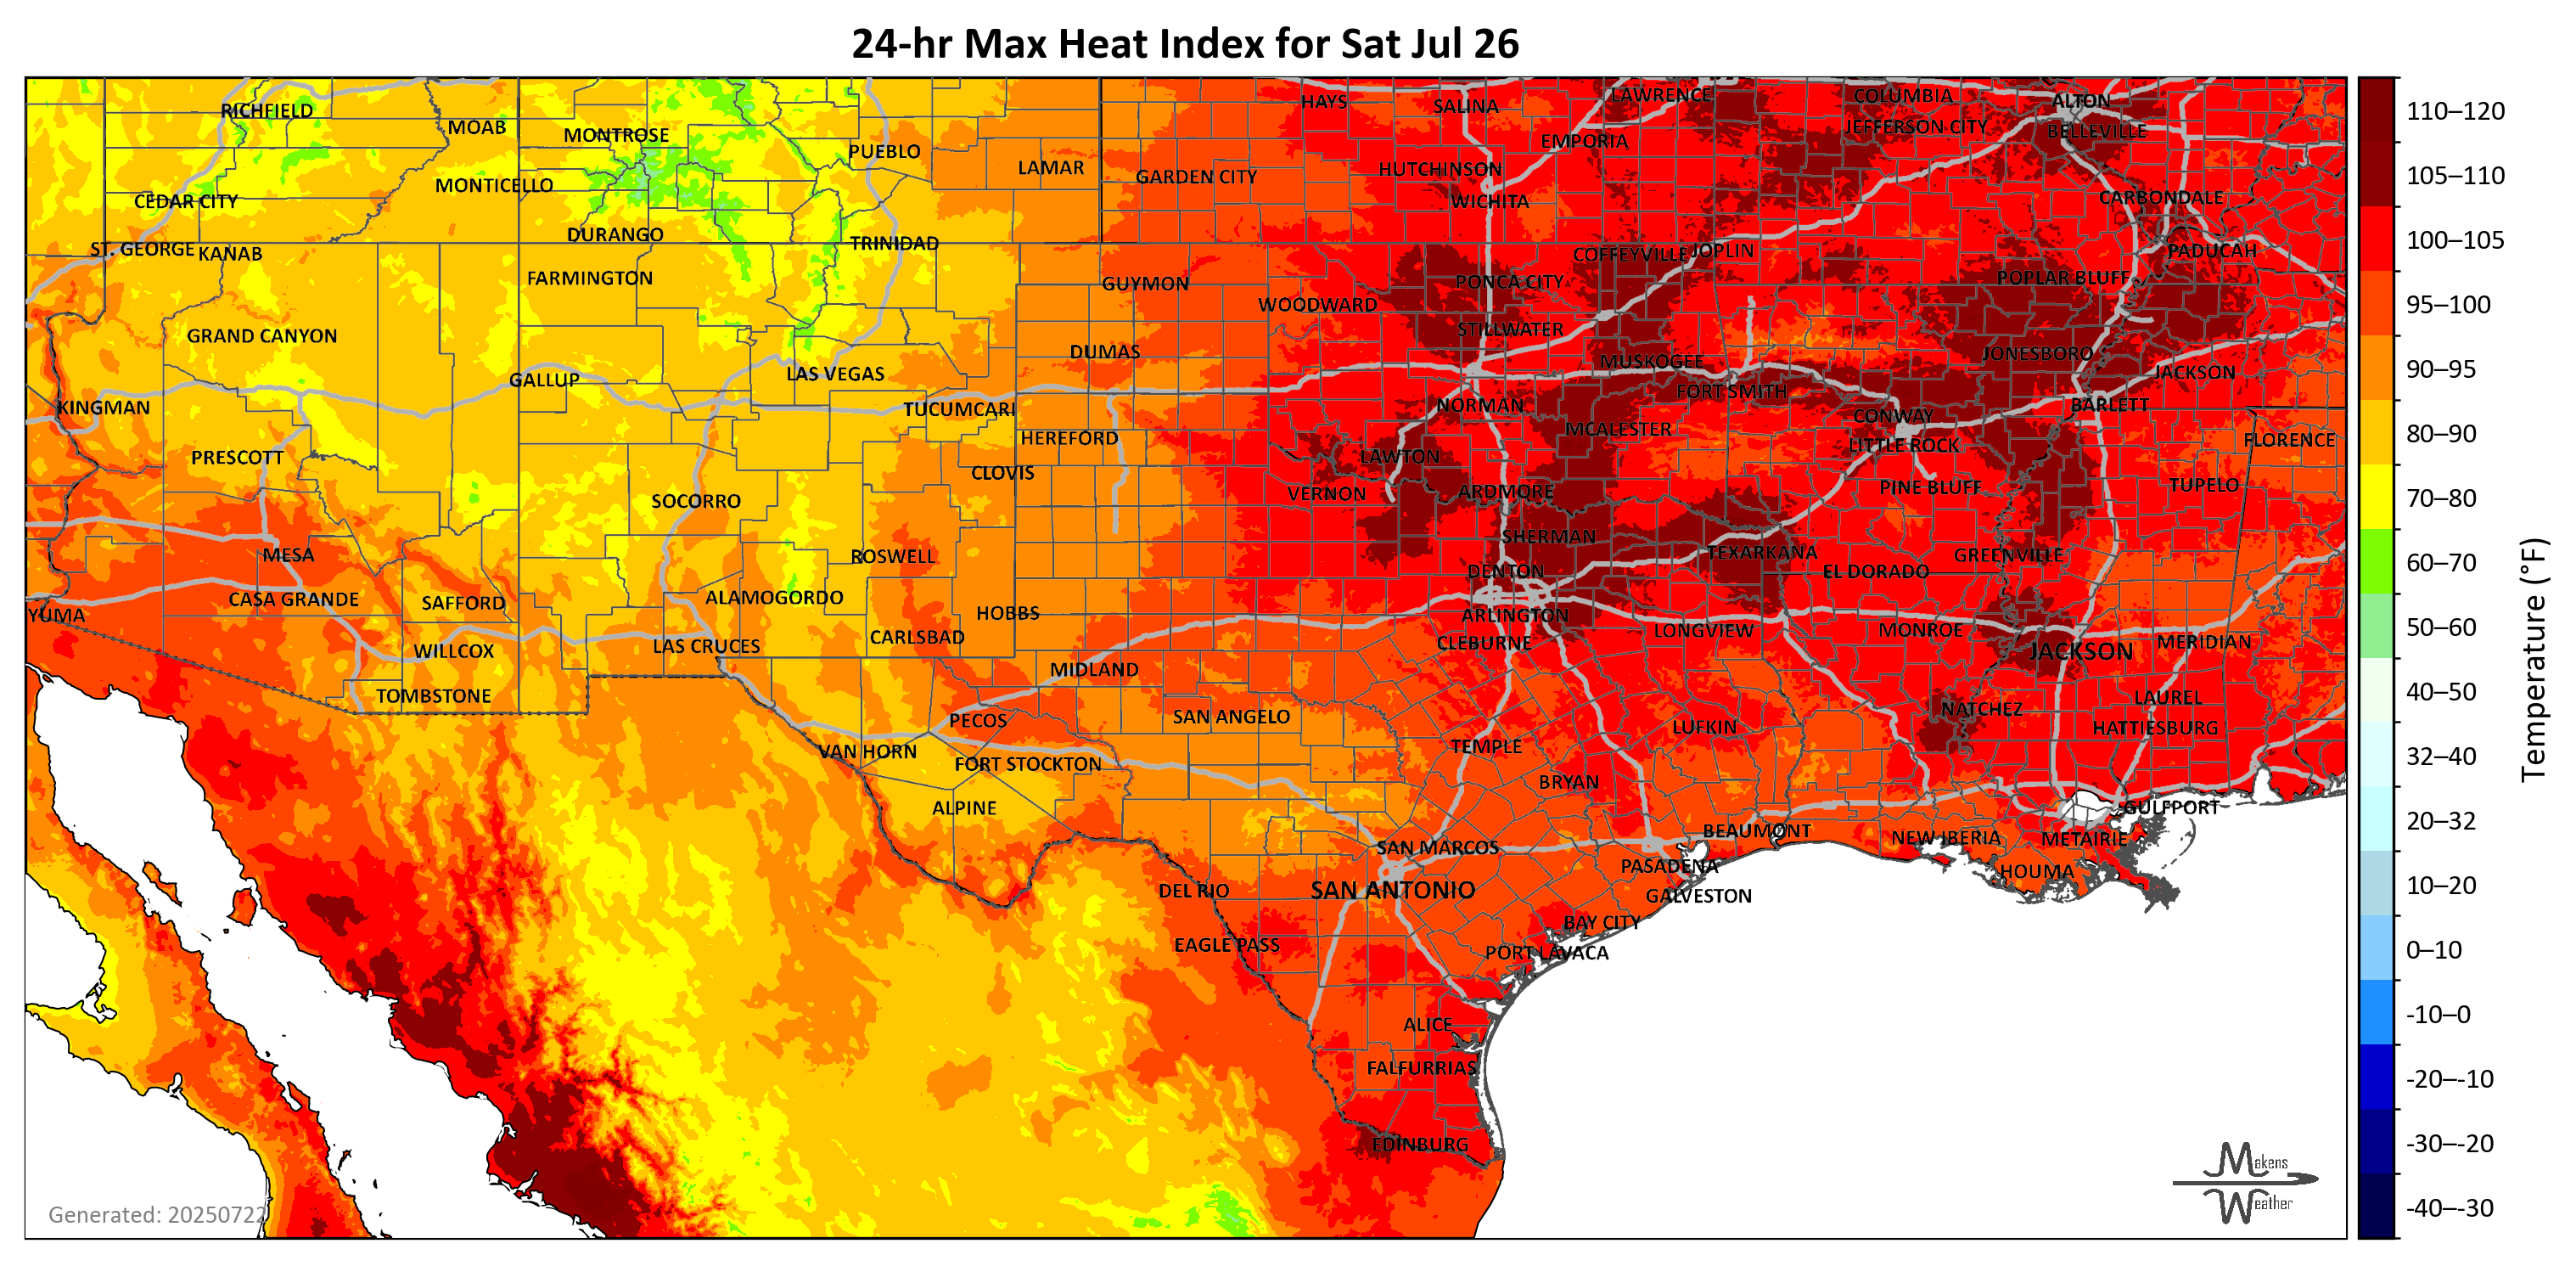 24-hr Max Heat Index for Sat Jul 26
RICHFIELD
MOAB
MONTROSE
PUEBLO
LAMAR
GARDEN CITY
HAYS
SALINA
LAWRENCE
EMPORIA
HUTCHINSON
WICHITA
COLUMBIA
JEFFERSON CITY
ALTON
BELLEVILLE
CARBONDALE
CEDAR CITY
MONTICELLO
DURANGO
TRINIDAD
ST. GEORGE
KANAB
FARMINGTON
GUYMON
WOODWARD
PONCA CITY
COFFEYVILLE
JOPLIN
POPLAR BLUFF
PADUCAH
GRAND CANYON
GALLUP
LAS VEGAS
DUMAS
STILLWATER
MUSKOGEE
FORT SMITH
JONESBORO
JACKSON
KINGMAN
TUCUMCARI
NORMAN
CONWAY
BARLETT
PRESCOTT
HEREFORD
CLOVIS
LAWTON
MCALESTER
LITTLE ROCK
FLORENCE
SOCORRO
VERNON
ARDMORE
PINE BLUFF
TUPELO
MESA
ROSWELL
SHERMAN
TEXARKANA
GREENVILLE
DENTON
EL DORADO
YUMA
CASA GRANDE
SAFFORD
ALAMOGORDO
HOBBS
ARLINGTON
CLEBURNE
LONGVIEW
MONROE
JACKSON
MERIDIAN
WILLCOX
LAS CRUCES
CARLSBAD
MIDLAND
TOMBSTONE
PECOS
SAN ANGELO
LUFKIN
NATCHEZ
LAUREL
HATTIESBURG
VAN HORN
FORT STOCKTON
TEMPLE
BRYAN
ALPINE
SAN MARCOS
BEAUMONT
NEW IBERIA
METAIRIE
GULFPORT
HOUMA
DEL RIO
SAN ANTONIO
PASADENA
GALVESTON
EAGLE PASS
BAY CITY
PORT LAVACA
ALICE
FALFURRIAS
EDINBURG
Generated: 20250722
Makens
Weather
110–120
105–110
100–105
95–100
90–95
80–90
70–80
60–70
50–60
40–50
32–40
20–32
10–20
0–10
-10–0
-20–-10
-30–-20
-40–-30
Temperature (°F)